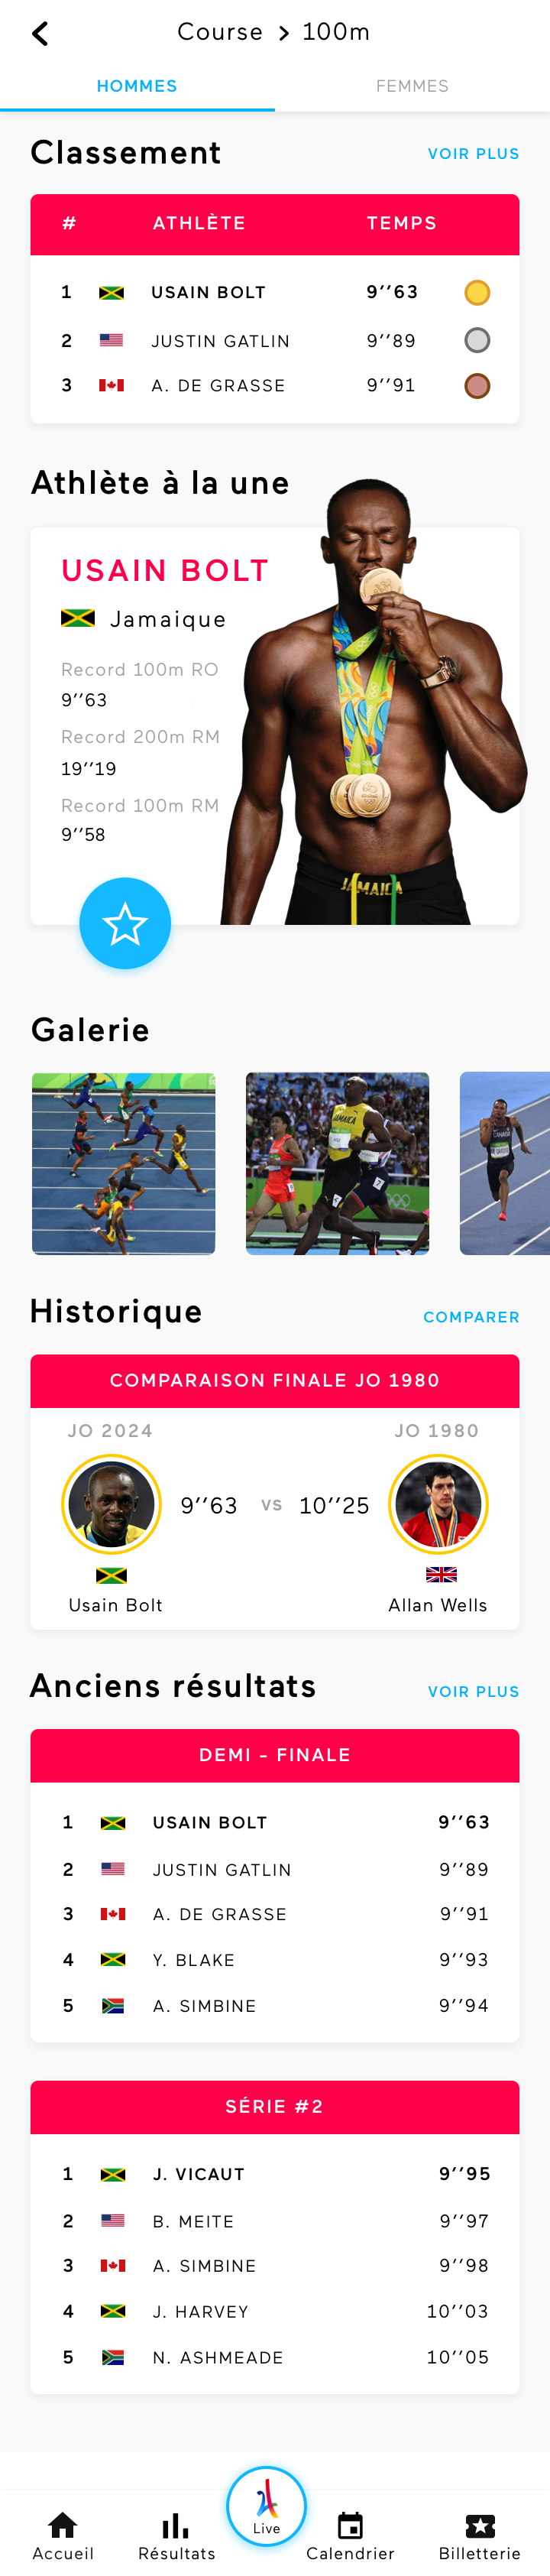 Course > 100m
HOMMES FEMMES
Classement VOIR PLUS
# ATHLÈTE TEMPS
1 USAIN BOLT 9’’63
2 JUSTIN GATLIN 9’’89
3 A. DE GRASSE 9’’91
Athlète à la une
USAIN BOLT
Jamaique
Record 100m RO
9’’63
Record 200m RM
19’’19
Record 100m RM
9’’58
JAMAICA
Galerie
JAMAICA
CANADA
Historique COMPARER
COMPARAISON FINALE JO 1980
JO 2024 JO 1980
9’’63 VS 10’’25
Usain Bolt Allan Wells
Anciens résultats VOIR PLUS
DEMI - FINALE
1 USAIN BOLT 9’’63
2 JUSTIN GATLIN 9’’89
3 A. DE GRASSE 9’’91
4 Y. BLAKE 9’’93
5 A. SIMBINE 9’’94
SÉRIE #2
1 J. VICAUT 9’’95
2 B. MEITE 9’’97
3 A. SIMBINE 9’’98
4 J. HARVEY 10’’03
5 N. ASHMEADE 10’’05
Live
Accueil Résultats Calendrier Billetterie